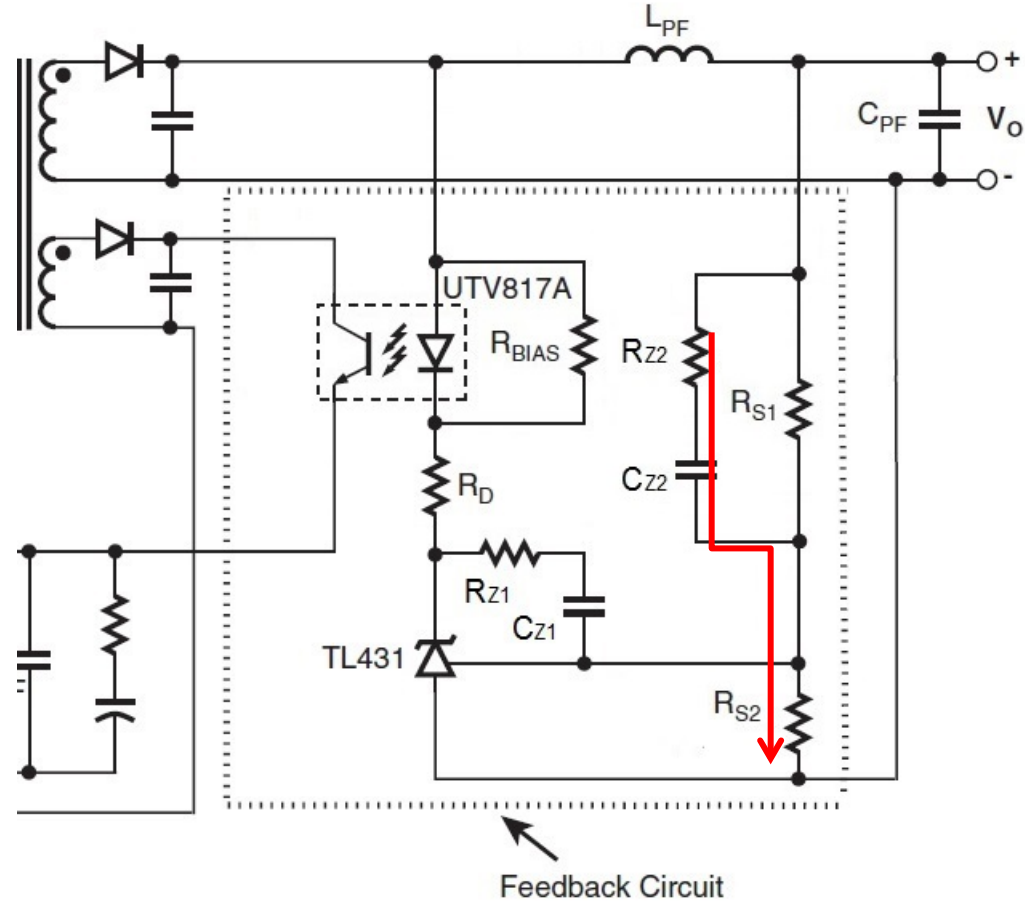 LPF
+
CPF
VO
-
UTV817A
RBIAS
RZ2
RS1
CZ2
RD
RZ1
CZ1
TL431
RS2
Feedback Circuit